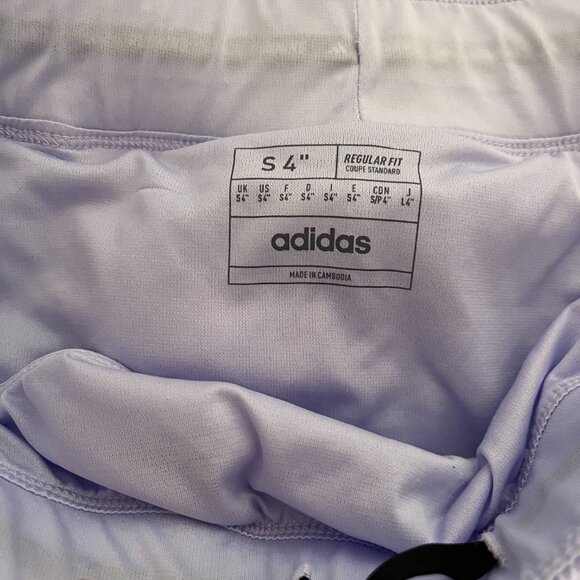 S 4" REGULAR FIT
COUPE STANDARD
UK US F D I E CON J
S4" S4" S4" S4" S4" S4" S/P4" L4"
adidas
MADE IN CAMBODIA